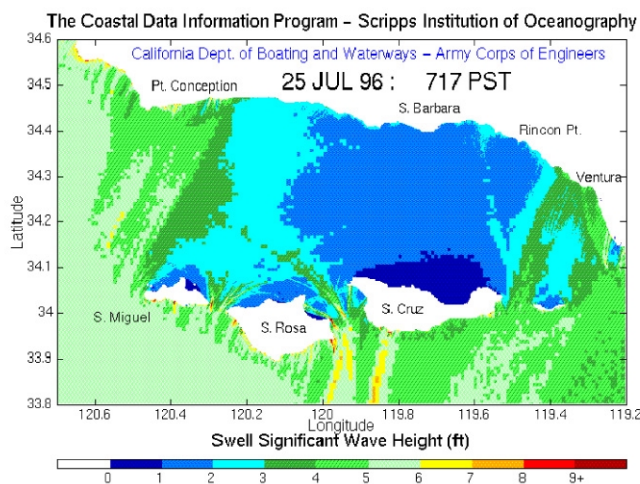 The Coastal Data Information Program – Scripps Institution of Oceanography
California Dept. of Boating and Waterways – Army Corps of Engineers
25 JUL 96 :   717 PST
Pt. Conception
S. Barbara
Rincon Pt.
Ventura
S. Miguel
S. Rosa
S. Cruz
Latitude
34.6
34.5
34.4
34.3
34.2
34.1
34
33.9
33.8
120.6 120.4 120.2 120 119.8 119.6 119.4 119.2
Longitude
Swell Significant Wave Height (ft)
0 1 2 3 4 5 6 7 8 9+